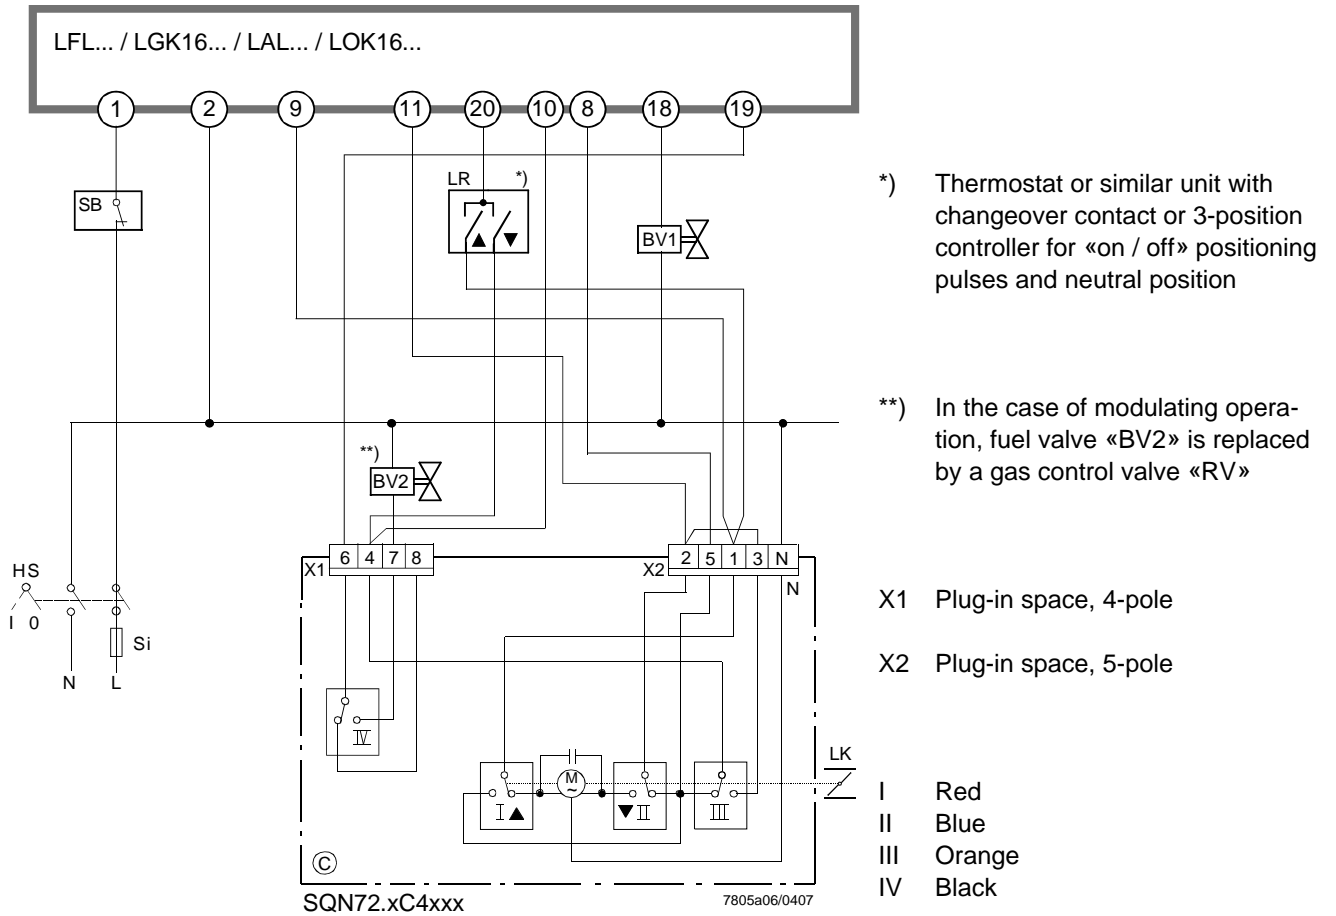 LFL... / LGK16... / LAL... / LOK16...
1 2 9 11 20 10 8 18 19
SB
LR *)
BV1
*) Thermostat or similar unit with
changeover contact or 3-position
controller for «on / off» positioning
pulses and neutral position
**)
BV2
**) In the case of modulating opera-
tion, fuel valve «BV2» is replaced
by a gas control valve «RV»
X1 6 4 7 8
X2 2 5 1 3 N
N
HS
I 0
Si
N L
X1 Plug-in space, 4-pole
X2 Plug-in space, 5-pole
IV
M
~
I
II
III
LK
I Red
II Blue
III Orange
IV Black
C
SQN72.xC4xxx
7805a06/0407